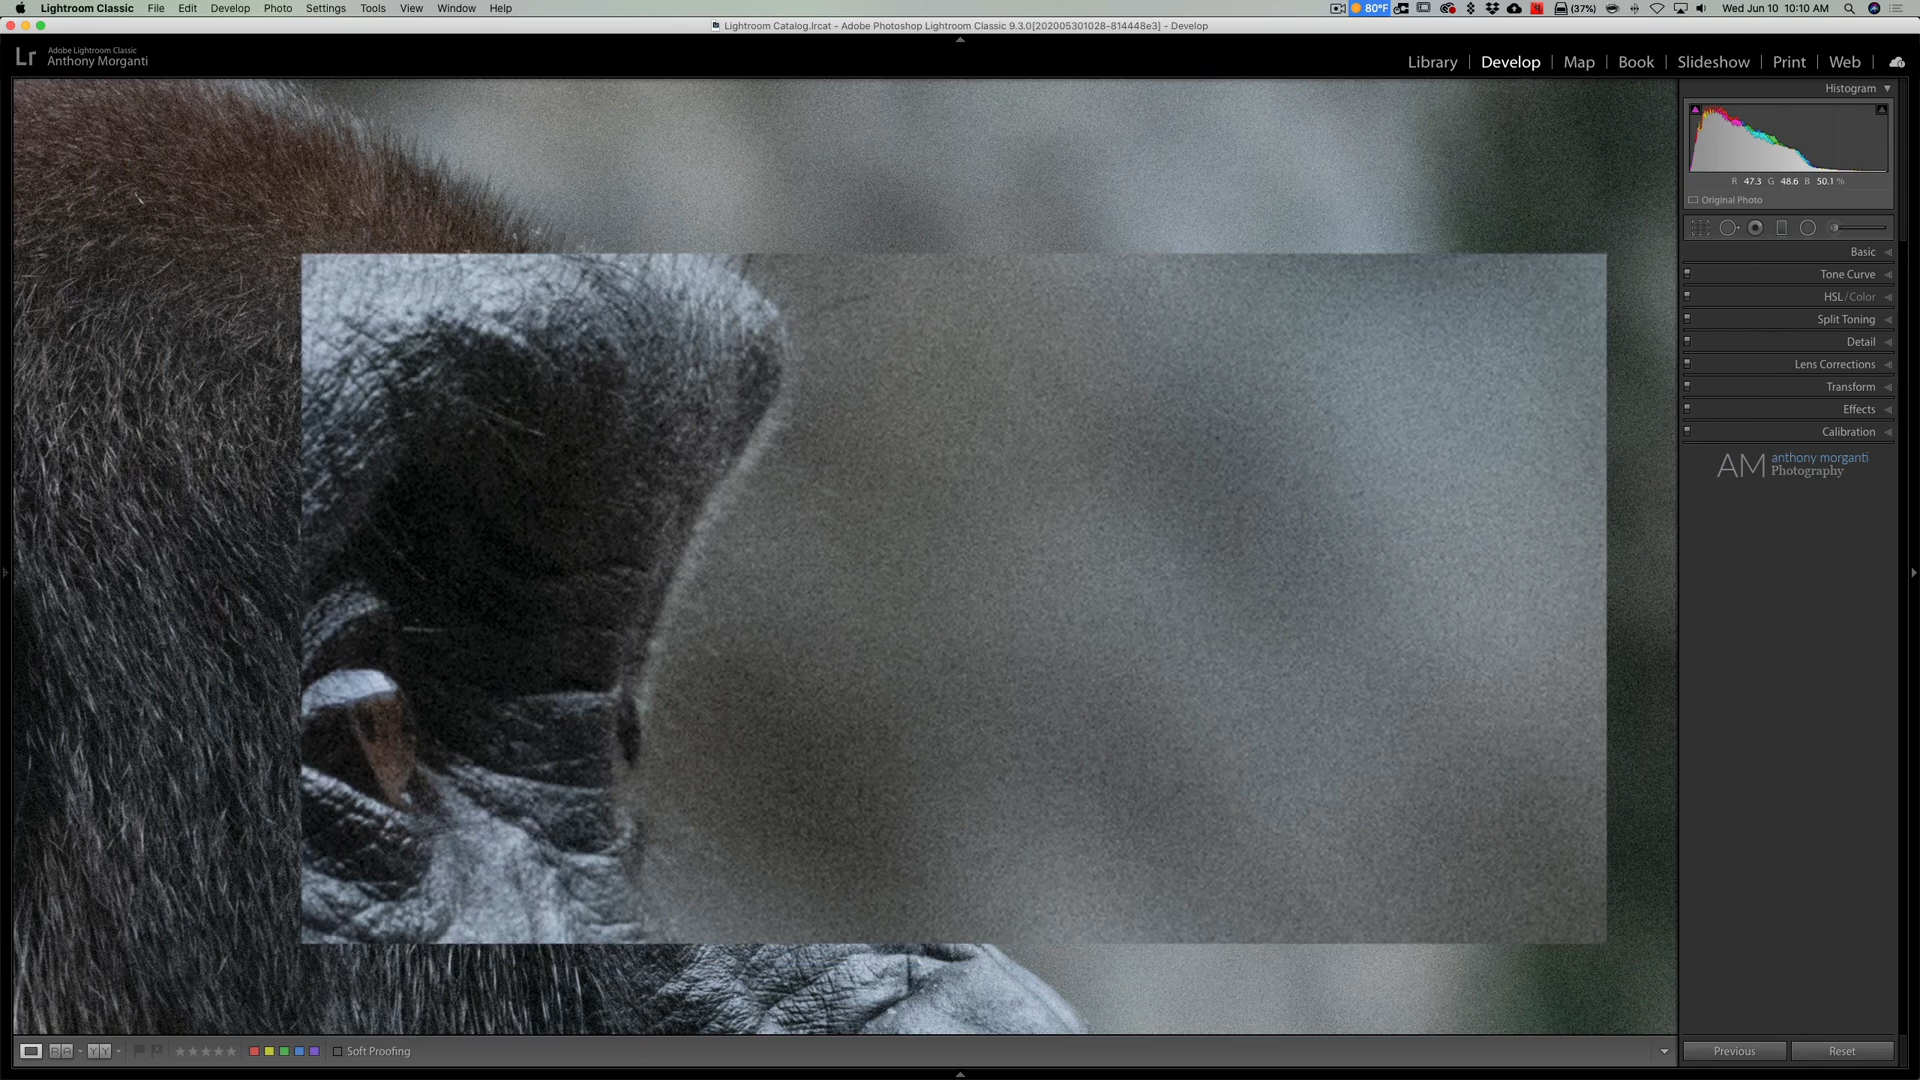 Lightroom Classic File Edit Develop Photo Settings Tools View Window Help
80°F (37%) Wed Jun 10 10:10 AM
Lightroom Catalog.lrcat - Adobe Photoshop Lightroom Classic 9.3.0[202005301028-814448e3] - Develop
Lr Adobe Lightroom Classic
Anthony Morganti
Library | Develop | Map | Book | Slideshow | Print | Web
Histogram
R 47.3 G 48.6 B 50.1 %
Original Photo
Basic
Tone Curve
HSL / Color
Split Toning
Detail
Lens Corrections
Transform
Effects
Calibration
AM anthony morganti
Photography
Soft Proofing
Previous Reset